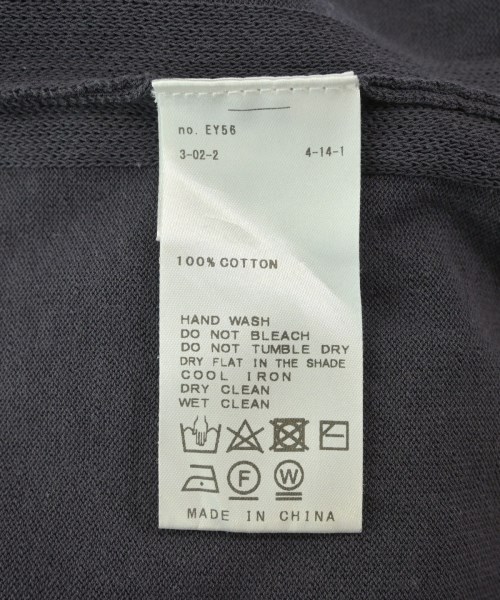 no. EY56
3-02-2 4-14-1
100% COTTON
HAND WASH
DO NOT BLEACH
DO NOT TUMBLE DRY
DRY FLAT IN THE SHADE
COOL IRON
DRY CLEAN
WET CLEAN
F W
MADE IN CHINA